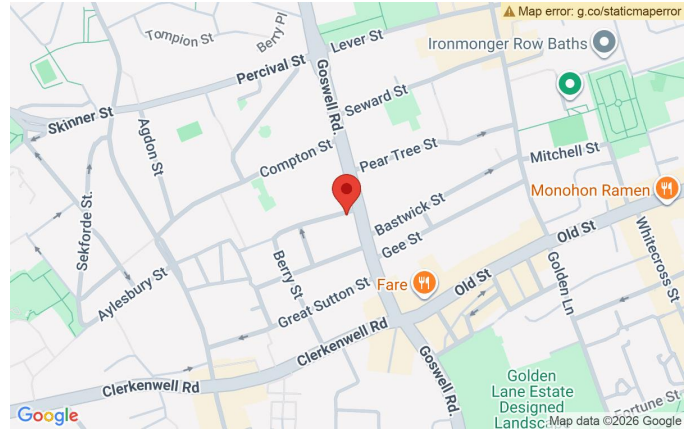 Map error: g.co/staticmaperror
Tompion St
Berry Pl
Lever St
Ironmonger Row Baths
Percival St
Goswell Rd.
Seward St
Skinner St
Agdon St
Compton St
Pear Tree St
Mitchell St
Monohon Ramen
Sekforde St.
Bastwick St
Gee St
Old St
Whitecross St
Aylesbury St
Berry St
Great Sutton St
Fare
Old St
Golden Ln
Clerkenwell Rd
Goswell Rd.
Clerkenwell Rd
Golden
Lane Estate
Designed
Fortune St
Google
Map data ©2026 Google